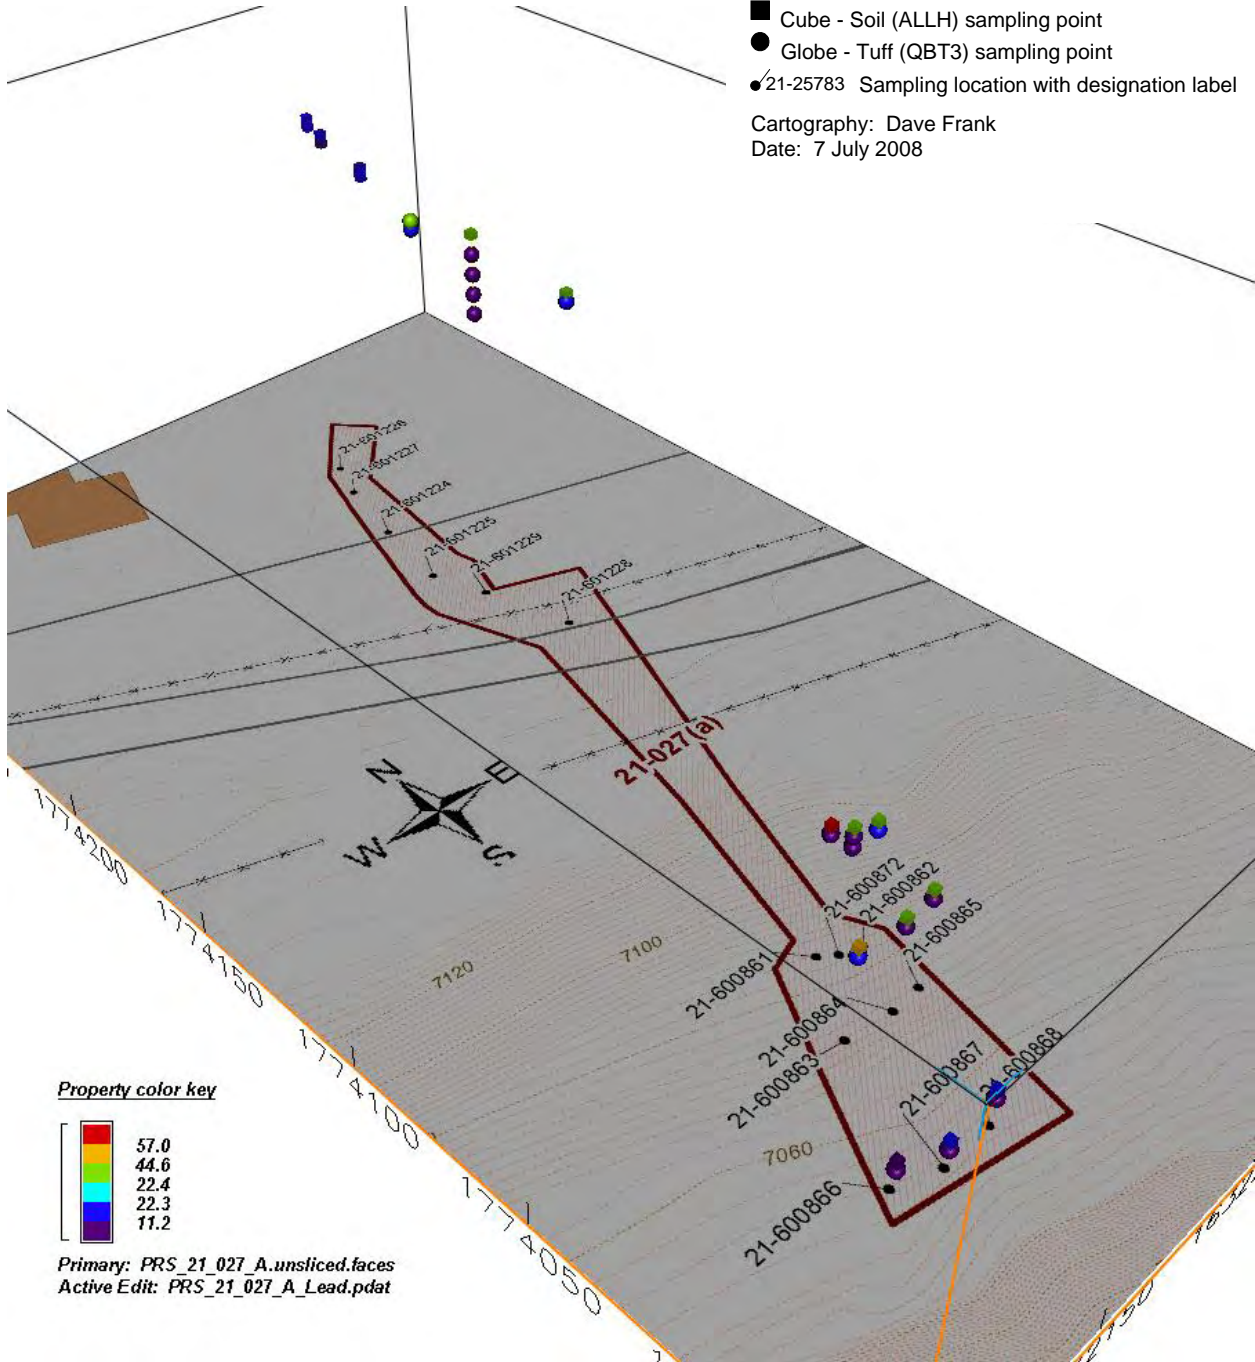 Cube - Soil (ALLH) sampling point
Globe - Tuff (QBT3) sampling point
21-25783 Sampling location with designation label
Cartography: Dave Frank
Date: 7 July 2008
21-601226
21-601227
21-601224
21-601225
21-601229
21-601228
21-027(a)
N
E
W
S
1774200
1774150
1774100
1774050
7120
7100
7060
21-600872
21-600862
21-600865
21-600861
21-600864
21-600863
21-600867
21-600868
21-600866
Property color key
57.0
44.6
22.4
22.3
11.2
Primary: PRS_21_027_A.unsliced.faces
Active Edit: PRS_21_027_A_Lead.pdat